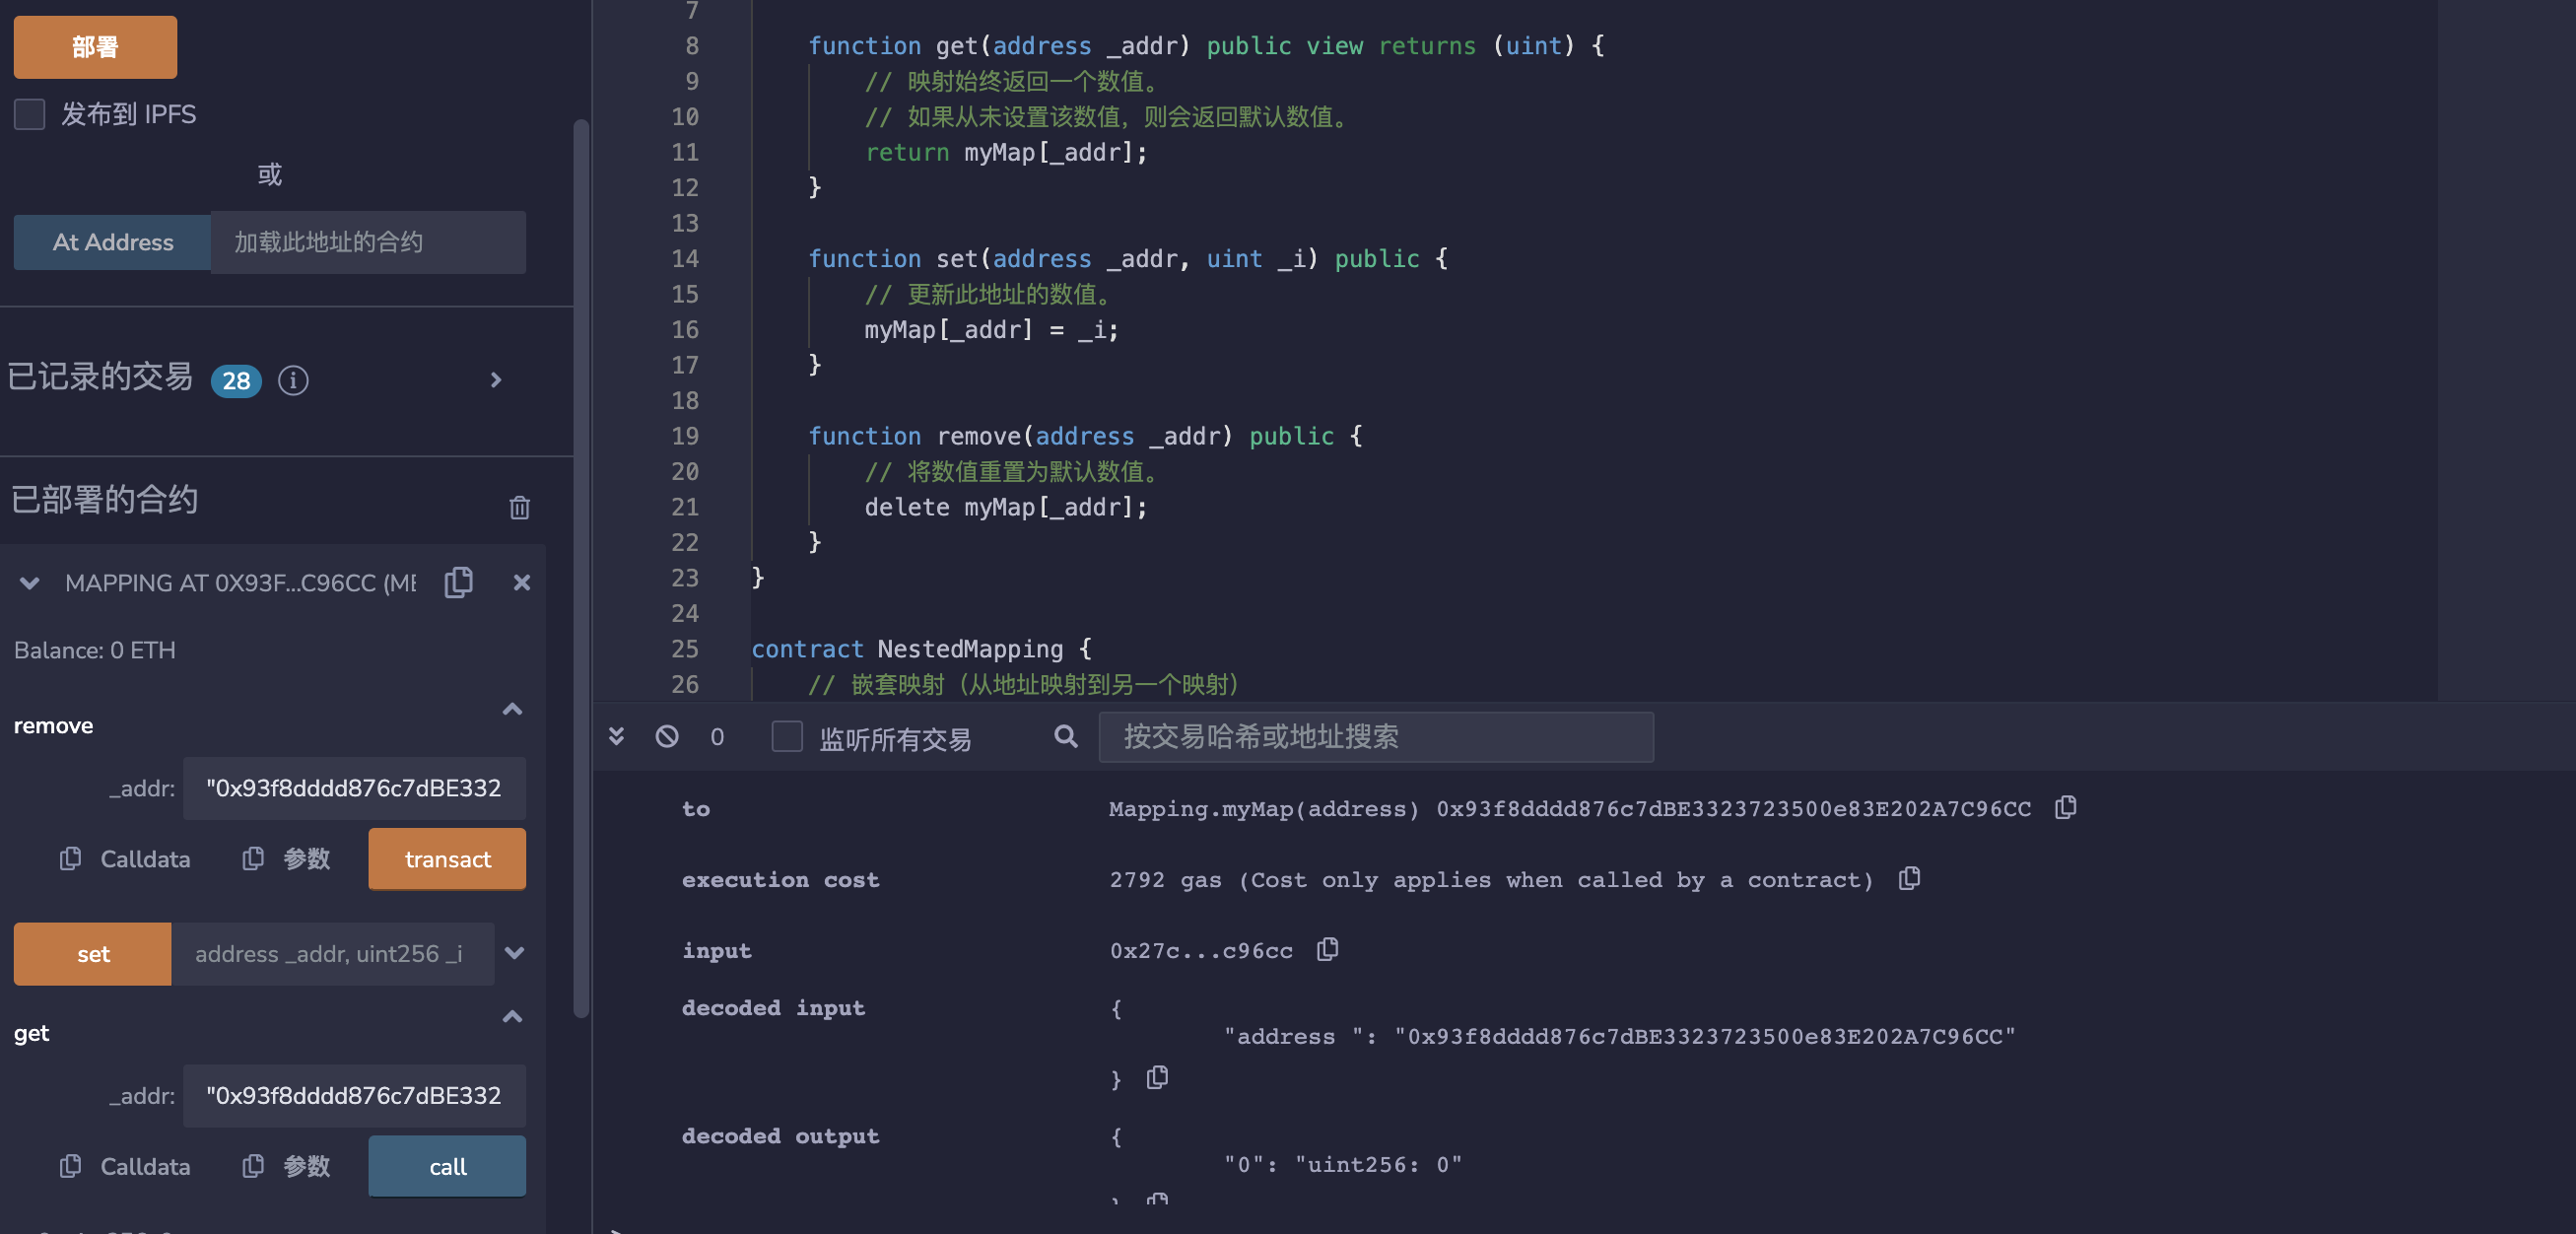 部署
发布到 IPFS
或
At Address
加载此地址的合约
已记录的交易 28
已部署的合约
MAPPING AT 0X93F...C96CC (ME
Balance: 0 ETH
remove
_addr: "0x93f8dddd876c7dBE332
Calldata 参数 transact
set address _addr, uint256 _i
get
_addr: "0x93f8dddd876c7dBE332
Calldata 参数 call
7
8 function get(address _addr) public view returns (uint) {
9 // 映射始终返回一个数值。
10 // 如果从未设置该数值，则会返回默认数值。
11 return myMap[_addr];
12 }
13
14 function set(address _addr, uint _i) public {
15 // 更新此地址的数值。
16 myMap[_addr] = _i;
17 }
18
19 function remove(address _addr) public {
20 // 将数值重置为默认数值。
21 delete myMap[_addr];
22 }
23 }
24
25 contract NestedMapping {
26 // 嵌套映射（从地址映射到另一个映射）
0 监听所有交易 按交易哈希或地址搜索
to Mapping.myMap(address) 0x93f8dddd876c7dBE3323723500e83E202A7C96CC
execution cost 2792 gas (Cost only applies when called by a contract)
input 0x27c...c96cc
decoded input {
"address ": "0x93f8dddd876c7dBE3323723500e83E202A7C96CC"
}
decoded output {
"0": "uint256: 0"